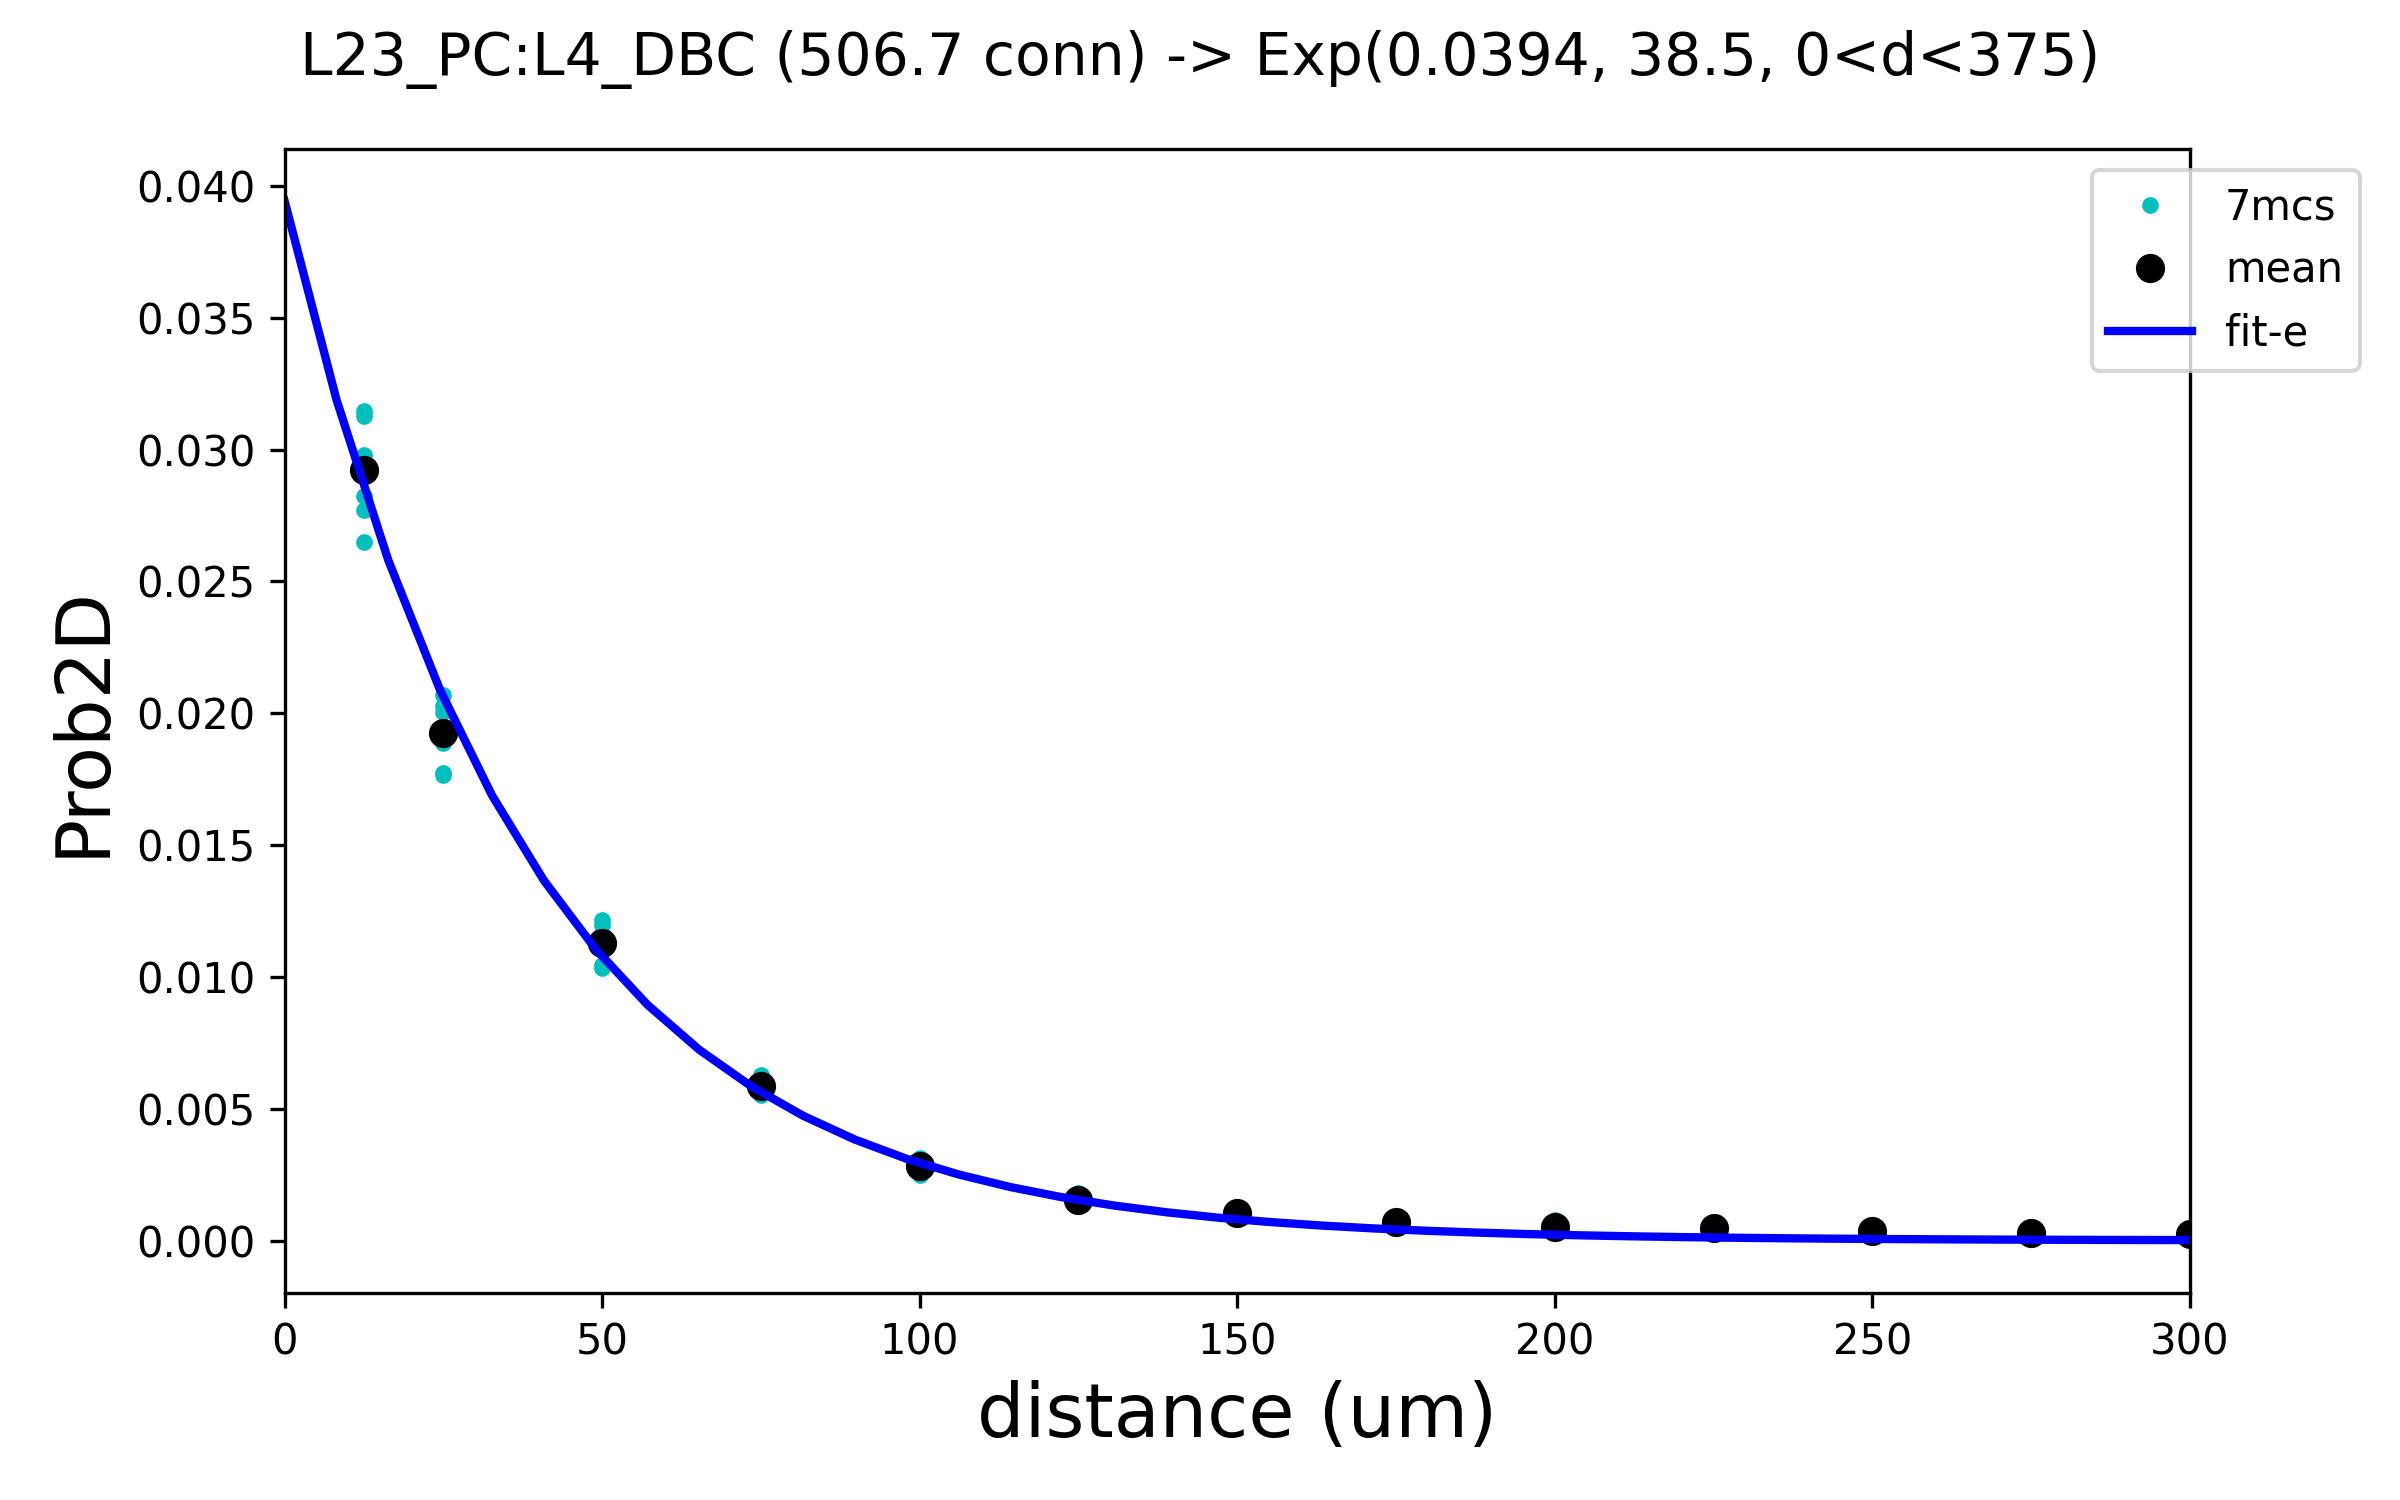 L23_PC:L4_DBC (506.7 conn) -> Exp(0.0394, 38.5, 0<d<375)
0.040
0.035
0.030
0.025
0.020
0.015
0.010
0.005
0.000
Prob2D
7mcs
mean
fit-e
0 50 100 150 200 250 300
distance (um)